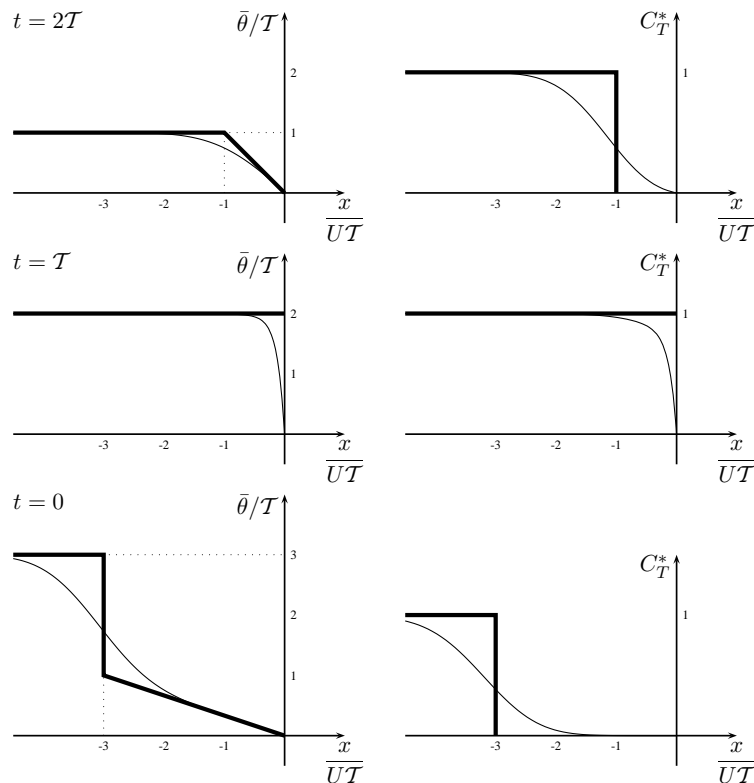 t = 2𝒯
θ̄/𝒯
2
1
-3 -2 -1
x
U𝒯
C*_T
1
-3 -2 -1
x
U𝒯
t = 𝒯
θ̄/𝒯
2
1
-3 -2 -1
x
U𝒯
C*_T
1
-3 -2 -1
x
U𝒯
t = 0
θ̄/𝒯
3
2
1
-3 -2 -1
x
U𝒯
C*_T
1
-3 -2 -1
x
U𝒯